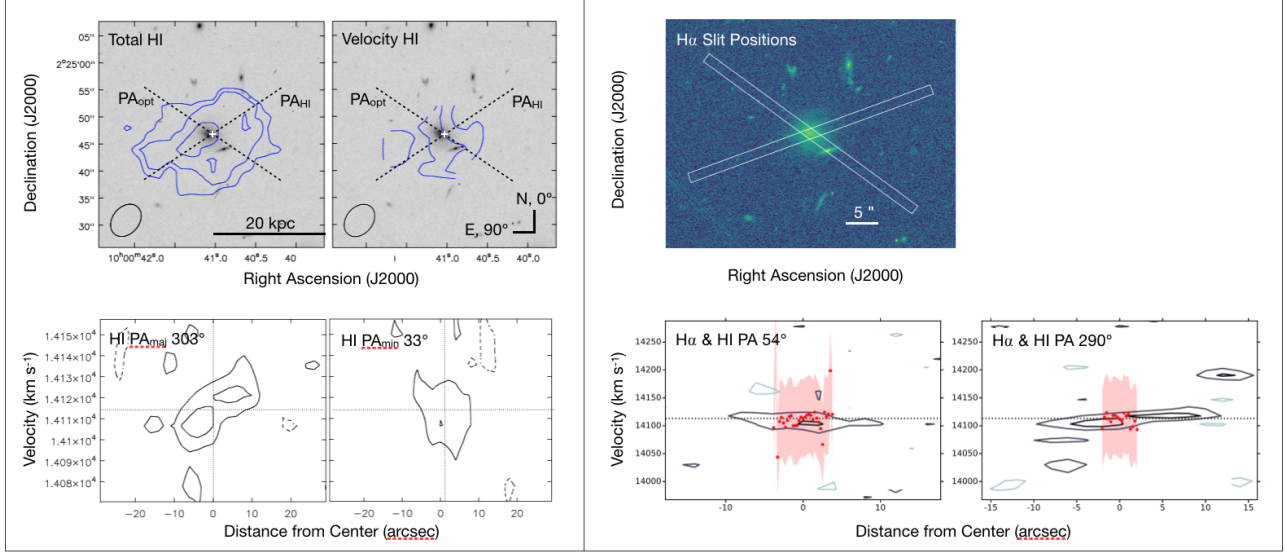 Total HI
Velocity HI
Hα Slit Positions
05"
2°25'00"
55"
50"
45"
40"
35"
30"
PAopt
PAHI
PAopt
PAHI
20 kpc
N, 0°
E, 90°
5 "
Declination (J2000)
Declination (J2000)
10ʰ00ᵐ42ˢ.0
41ˢ.0
40ˢ.5
40
41ˢ.0
40ˢ.5
40ˢ.0
Right Ascension (J2000)
Right Ascension (J2000)
HI PAmaj 303°
HI PAmin 33°
Hα & HI PA 54°
Hα & HI PA 290°
Velocity (km s⁻¹)
1.415×10⁴
1.414×10⁴
1.413×10⁴
1.412×10⁴
1.411×10⁴
1.41×10⁴
1.409×10⁴
1.408×10⁴
−20 −10 0 10 20
−20 −10 0 10 20
Distance from Center (arcsec)
Velocity (km s⁻¹)
14250
14200
14150
14100
14050
14000
14250
14200
14150
14100
14050
14000
-10 0 10
-15 -10 -5 0 5 10 15
Distance from Center (arcsec)